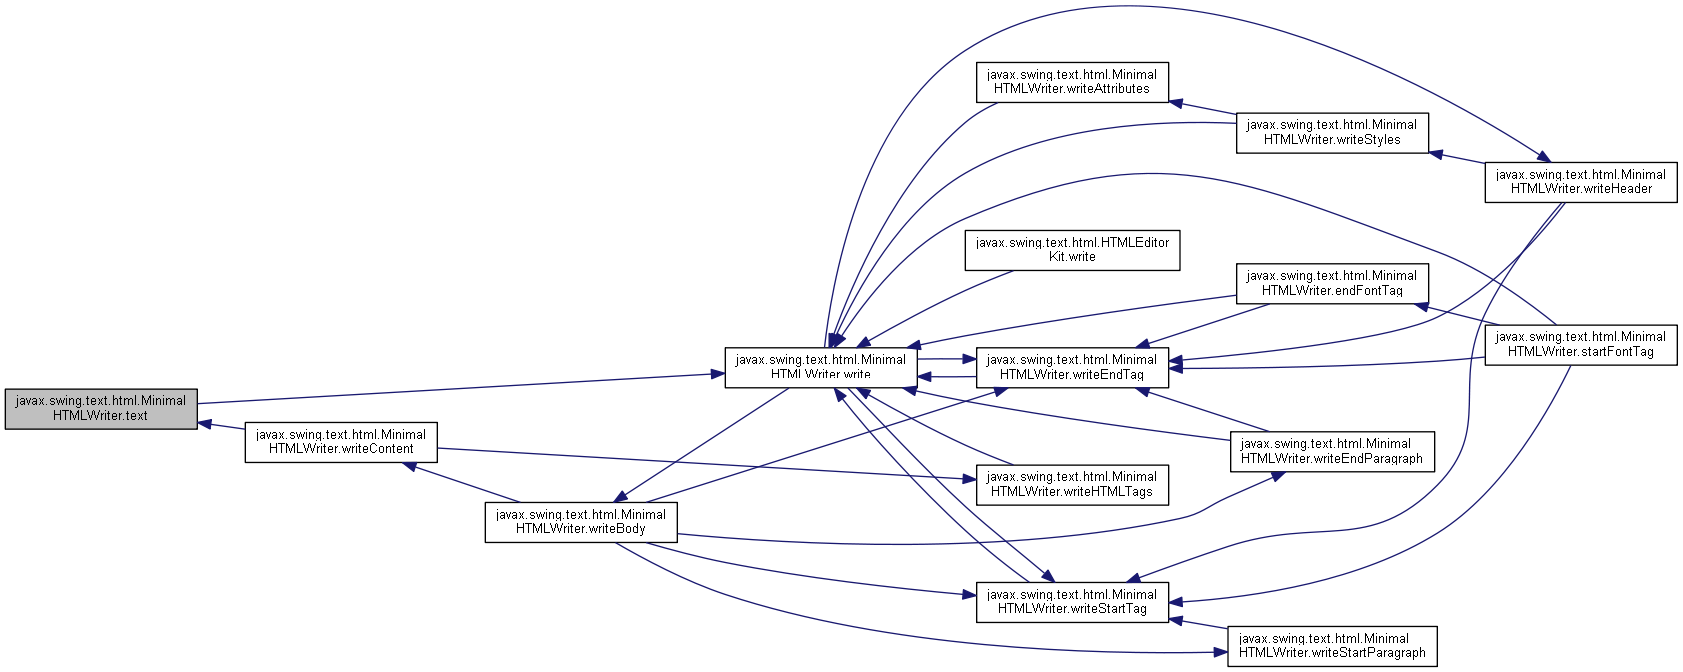 javax.swing.text.html.Minimal
HTMLWriter.writeAttributes
javax.swing.text.html.Minimal
HTMLWriter.writeStyles
javax.swing.text.html.Minimal
HTMLWriter.writeHeader
javax.swing.text.html.HTMLEditor
Kit.write
javax.swing.text.html.Minimal
HTMLWriter.endFontTag
javax.swing.text.html.Minimal
HTMLWriter.startFontTag
javax.swing.text.html.Minimal
HTMLWriter.write
javax.swing.text.html.Minimal
HTMLWriter.writeEndTag
javax.swing.text.html.Minimal
HTMLWriter.text
javax.swing.text.html.Minimal
HTMLWriter.writeContent
javax.swing.text.html.Minimal
HTMLWriter.writeEndParagraph
javax.swing.text.html.Minimal
HTMLWriter.writeHTMLTags
javax.swing.text.html.Minimal
HTMLWriter.writeBody
javax.swing.text.html.Minimal
HTMLWriter.writeStartTag
javax.swing.text.html.Minimal
HTMLWriter.writeStartParagraph